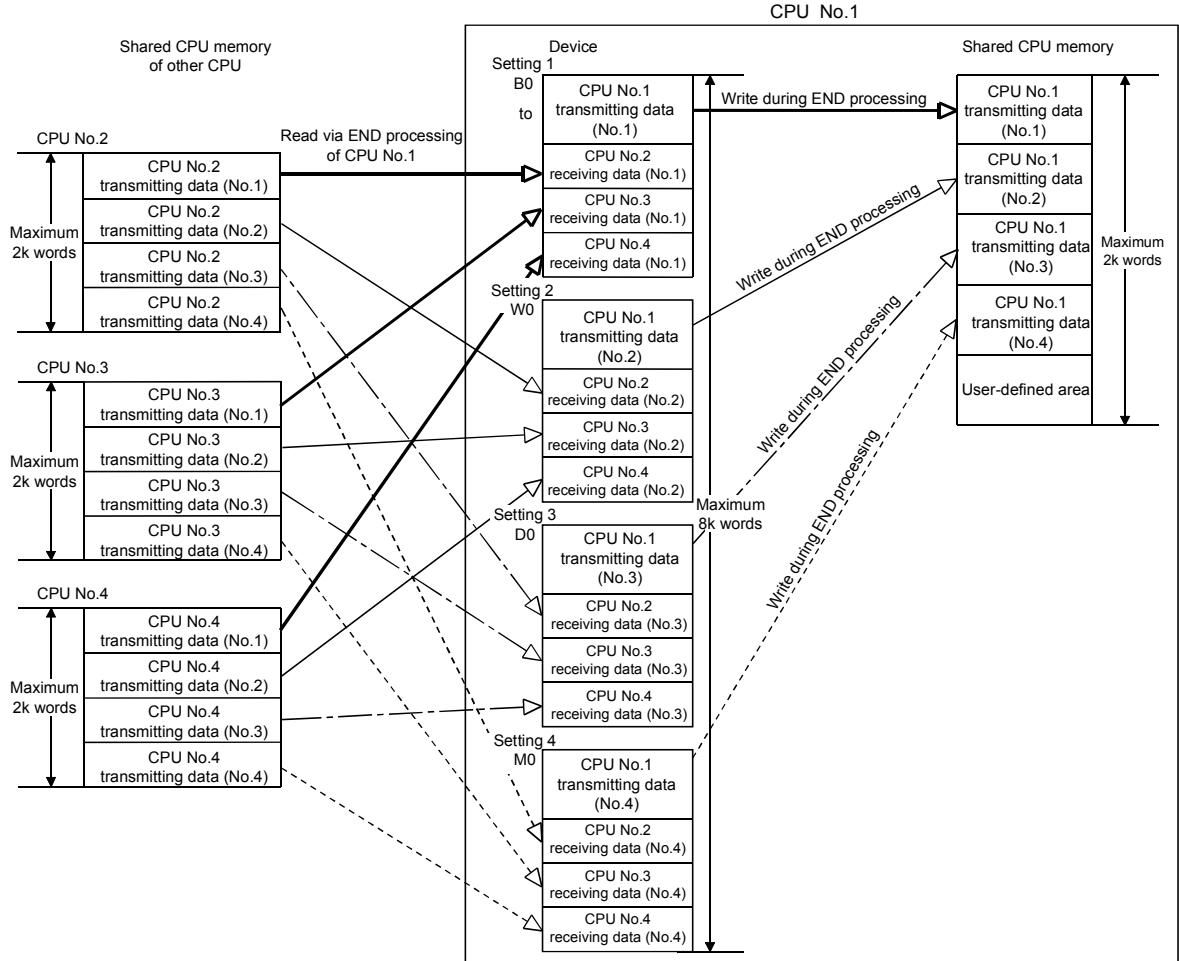 CPU No.1
Shared CPU memory
of other CPU
Device
Shared CPU memory
CPU No.2
Maximum
2k words
CPU No.2
transmitting data (No.1)
CPU No.2
transmitting data (No.2)
CPU No.2
transmitting data (No.3)
CPU No.2
transmitting data (No.4)
CPU No.3
Maximum
2k words
CPU No.3
transmitting data (No.1)
CPU No.3
transmitting data (No.2)
CPU No.3
transmitting data (No.3)
CPU No.3
transmitting data (No.4)
CPU No.4
Maximum
2k words
CPU No.4
transmitting data (No.1)
CPU No.4
transmitting data (No.2)
CPU No.4
transmitting data (No.3)
CPU No.4
transmitting data (No.4)
Read via END processing
of CPU No.1
Setting 1
B0
to
CPU No.1
transmitting data
(No.1)
CPU No.2
receiving data (No.1)
CPU No.3
receiving data (No.1)
CPU No.4
receiving data (No.1)
Setting 2
W0
CPU No.1
transmitting data
(No.2)
CPU No.2
receiving data (No.2)
CPU No.3
receiving data (No.2)
CPU No.4
receiving data (No.2)
Setting 3
D0
CPU No.1
transmitting data
(No.3)
CPU No.2
receiving data (No.3)
CPU No.3
receiving data (No.3)
CPU No.4
receiving data (No.3)
Setting 4
M0
CPU No.1
transmitting data
(No.4)
CPU No.2
receiving data (No.4)
CPU No.3
receiving data (No.4)
CPU No.4
receiving data (No.4)
Maximum
8k words
Write during END processing
Write during END processing
Write during END processing
Write during END processing
CPU No.1
transmitting data
(No.1)
CPU No.1
transmitting data
(No.2)
CPU No.1
transmitting data
(No.3)
CPU No.1
transmitting data
(No.4)
User-defined area
Maximum
2k words